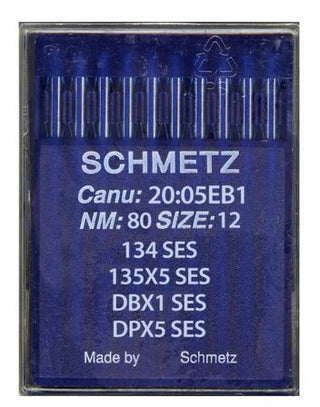 SCHMETZ
Canu: 20:05EB1
NM: 80 SIZE: 12
134 SES
135X5 SES
DBX1 SES
DPX5 SES
Made by Schmetz